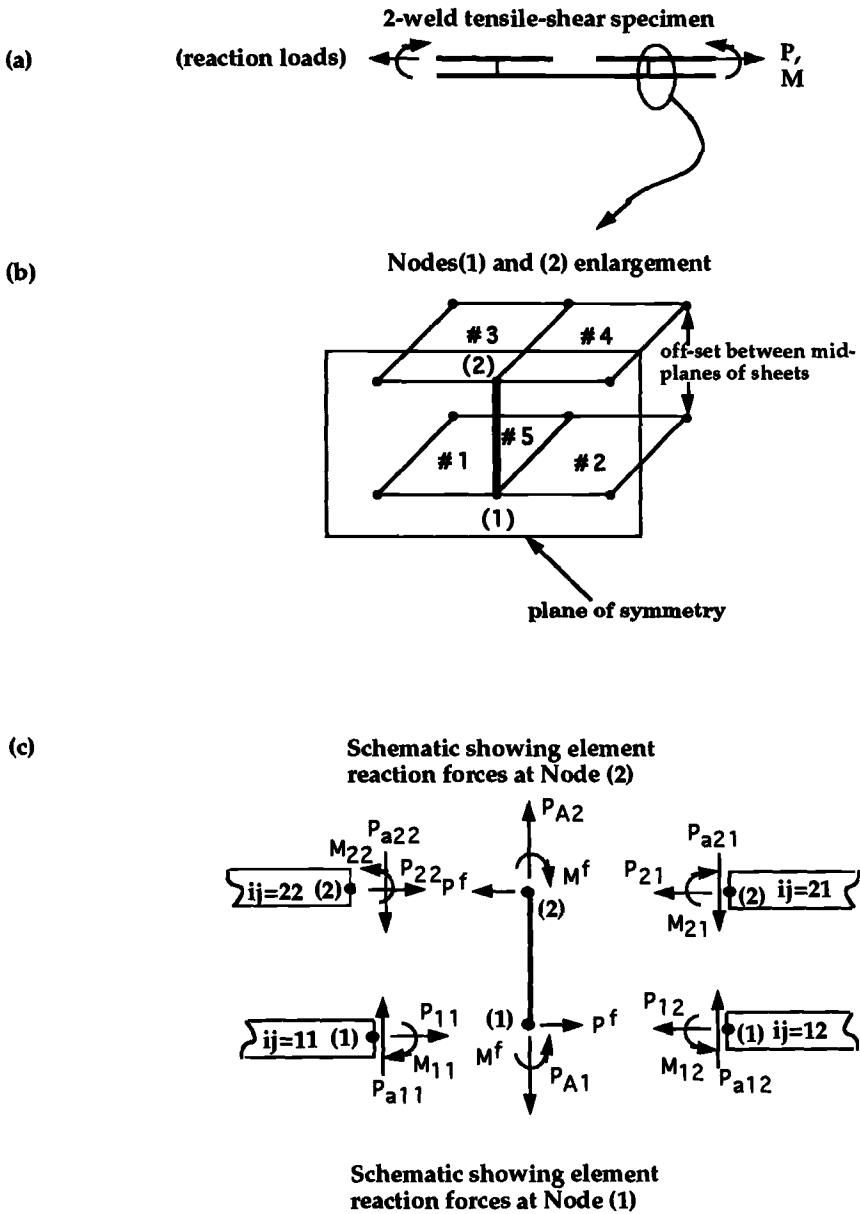 2-weld tensile-shear specimen
(a)
(reaction loads)
P,
M
Nodes(1) and (2) enlargement
(b)
#3
#4
(2)
off-set between mid-
planes of sheets
#5
#1
#2
(1)
plane of symmetry
(c)
Schematic showing element
reaction forces at Node (2)
PA2
Pa22
Pa21
M22
P22
Pf
Mf
P21
ij=22 (2)
(2)
(2) ij=21
M21
P11
(1)
Pf
P12
ij=11 (1)
(1) ij=12
M11
Mf
PA1
M12
Pa11
Pa12
Schematic showing element
reaction forces at Node (1)